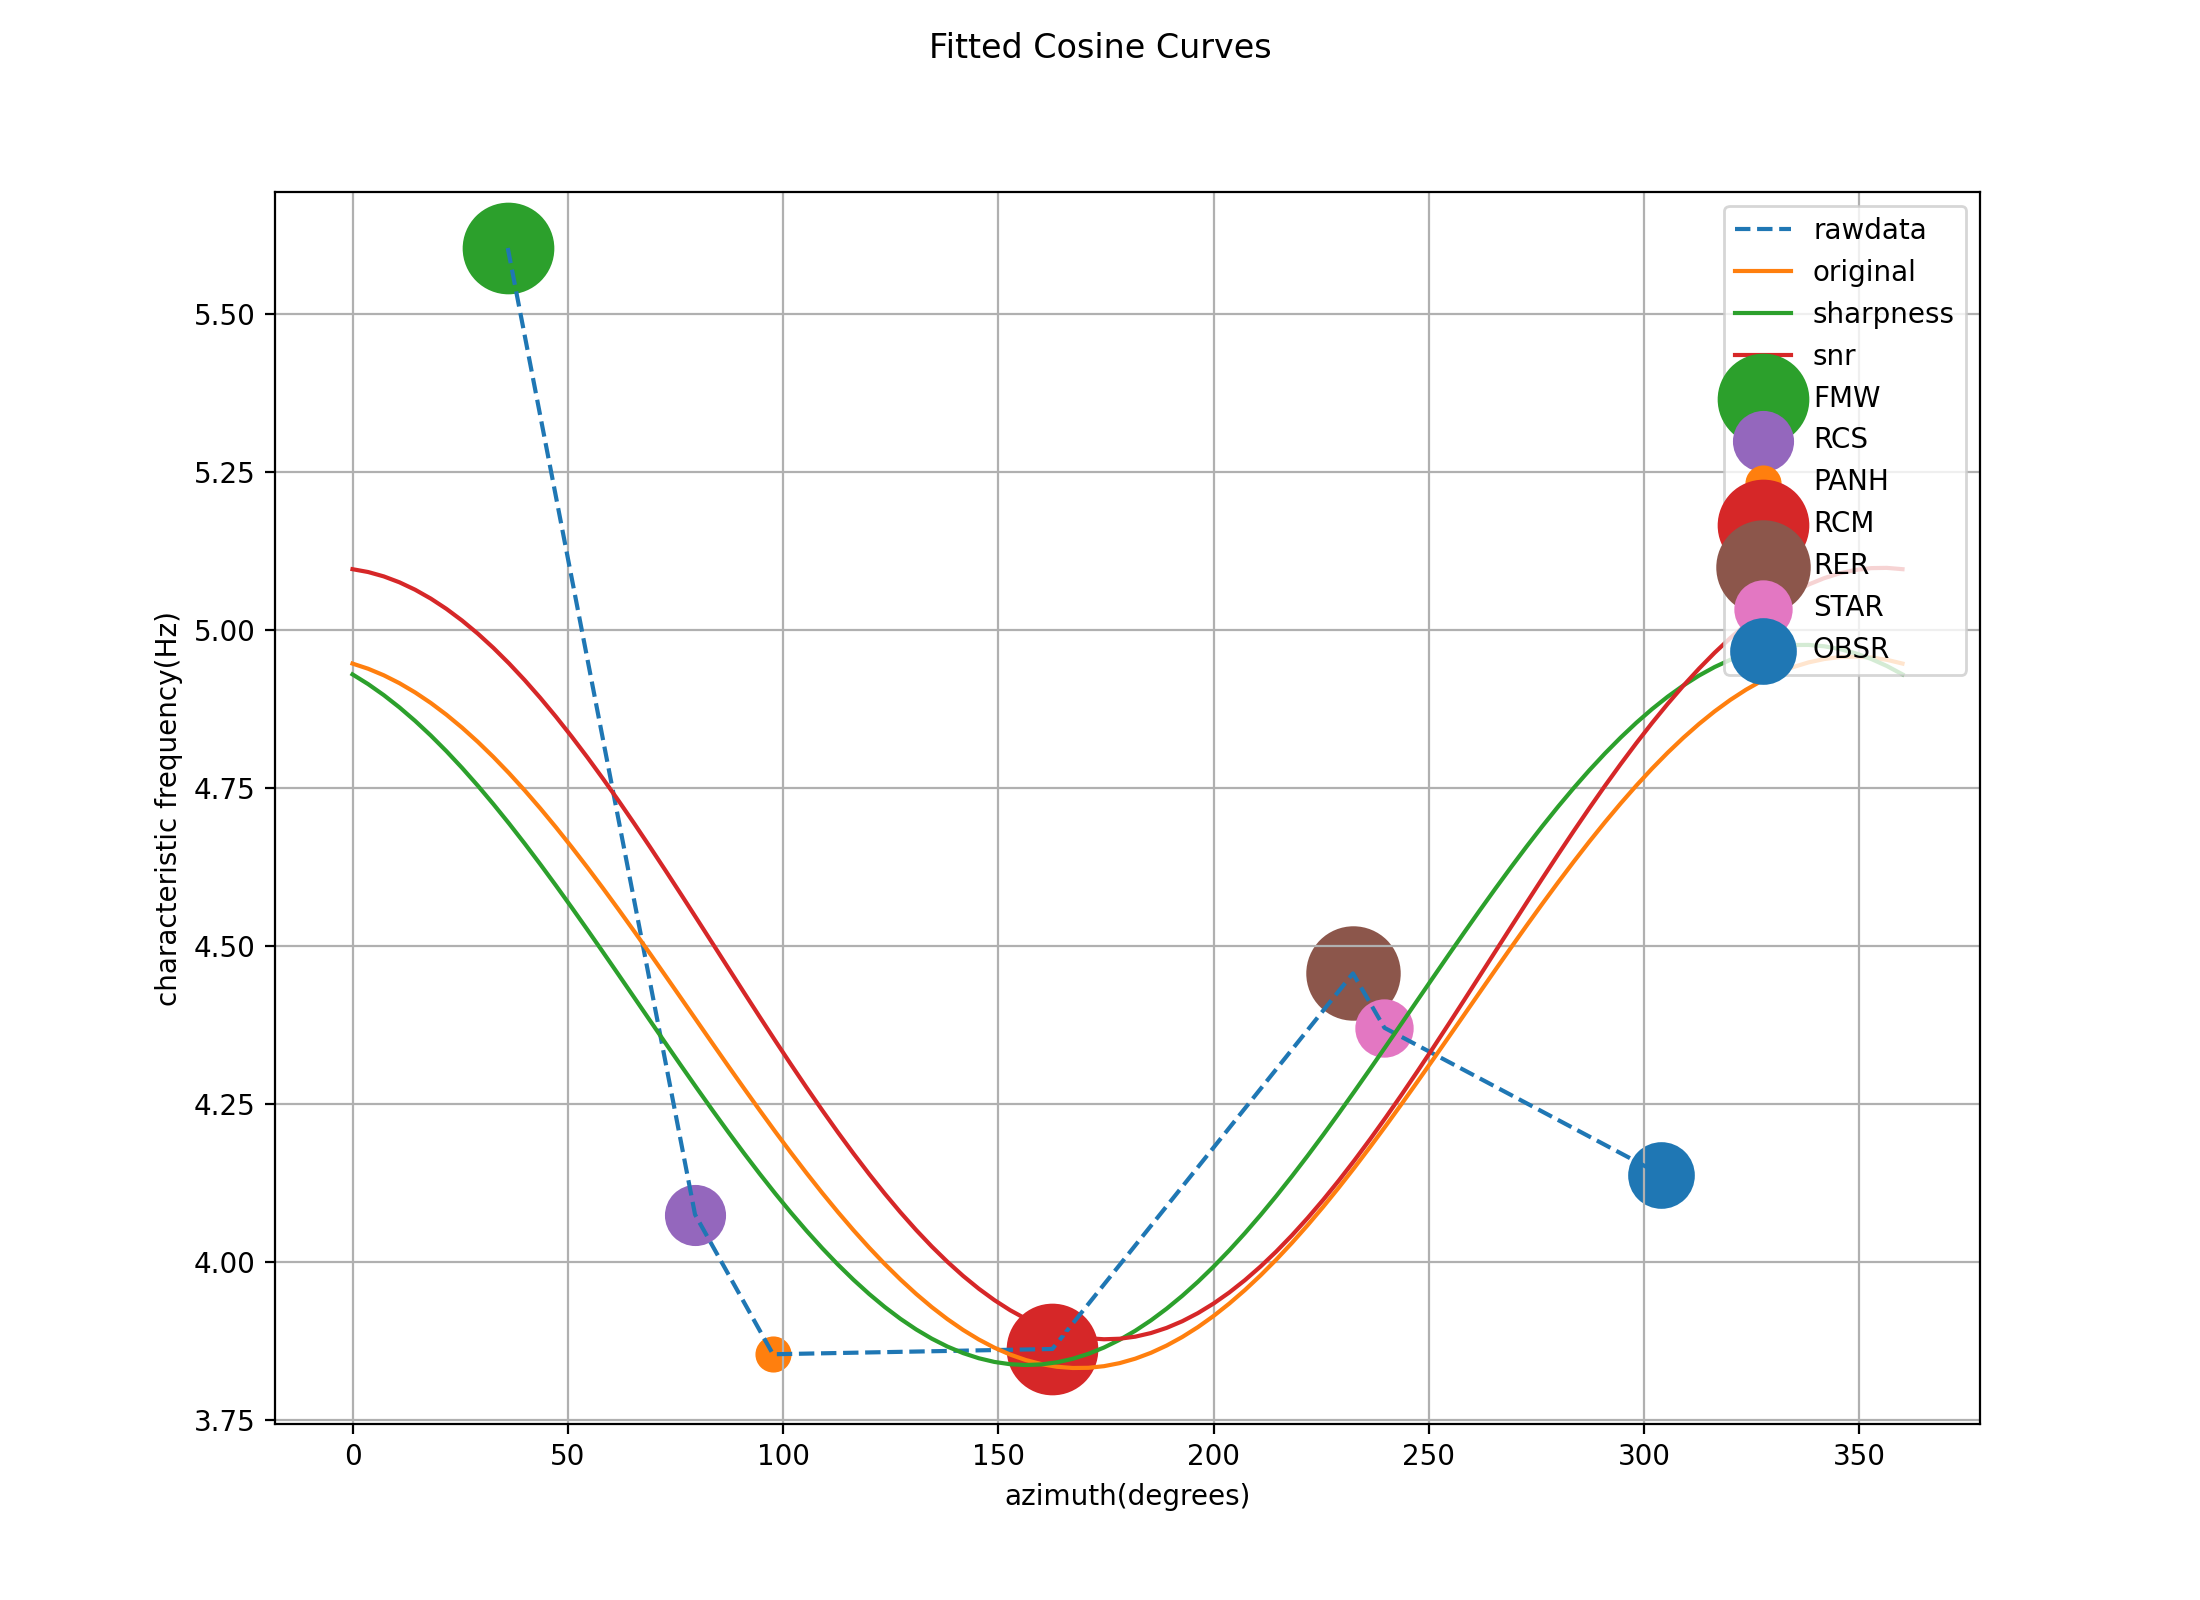 Fitted Cosine Curves
rawdata
original
sharpness
snr
FMW
RCS
PANH
RCM
RER
STAR
OBSR
characteristic frequency(Hz)
5.50
5.25
5.00
4.75
4.50
4.25
4.00
3.75
0 50 100 150 200 250 300 350
azimuth(degrees)